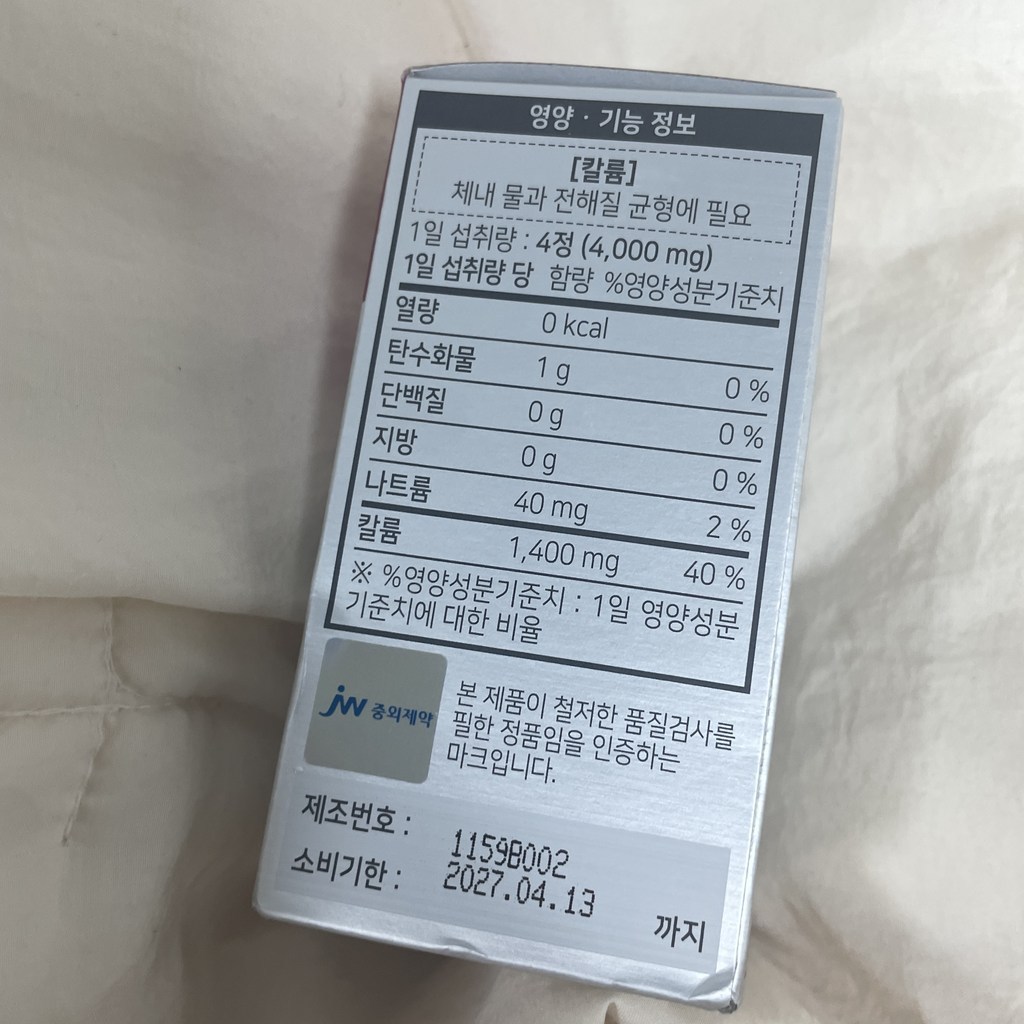 영양 · 기능 정보
[칼륨]
체내 물과 전해질 균형에 필요
1일 섭취량 : 4정 (4,000 mg)
1일 섭취량 당 함량 %영양성분기준치
열량 0 kcal
탄수화물 1 g 0 %
단백질 0 g 0 %
지방 0 g 0 %
나트륨 40 mg 2 %
칼륨 1,400 mg 40 %
※ %영양성분기준치 : 1일 영양성분
기준치에 대한 비율
jw 중외제약
본 제품이 철저한 품질검사를
필한 정품임을 인증하는
마크입니다.
제조번호 : 1159B002
소비기한 : 2027.04.13 까지